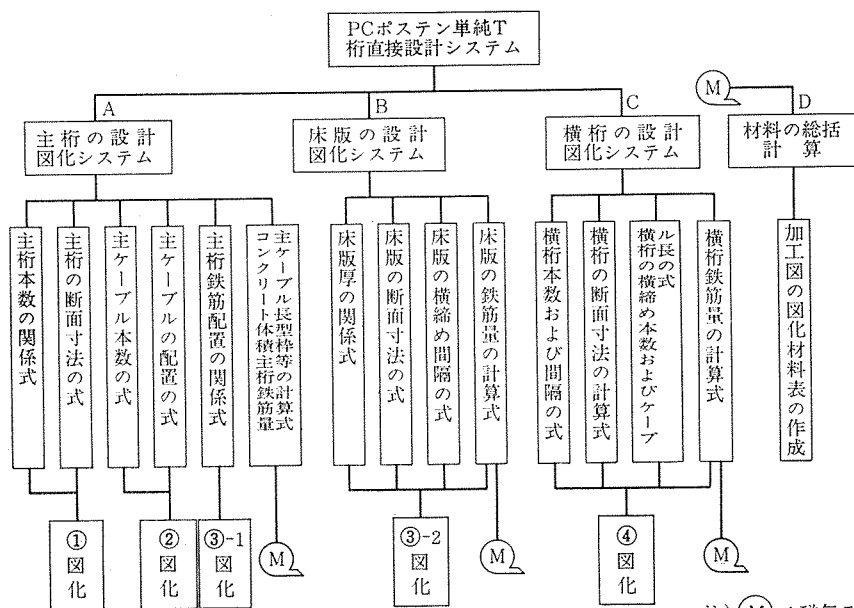 PCポステン単純T
桁直接設計システム
A
B
C
M
D
主桁の設計
図化システム
床版の設計
図化システム
横桁の設計
図化システム
材料の総括
計算
主桁本数の関係式
主桁の断面寸法の式
主ケーブル本数の式
主ケーブルの配置の式
主桁鉄筋配置の関係式
主ケーブル長型枠等の計算式
コンクリート体積主桁鉄筋量
床版厚の関係式
床版の断面寸法の式
床版の横締め間隔の式
床版の鉄筋量の計算式
横桁本数および間隔の式
横桁の断面寸法の計算式
ル長の式
横桁の横締め本数およびケーブ
横桁鉄筋量の計算式
加工図の図化材料表の作成
①
図
化
②
図
化
③-1
図
化
M
③-2
図
化
M
④
図
化
M